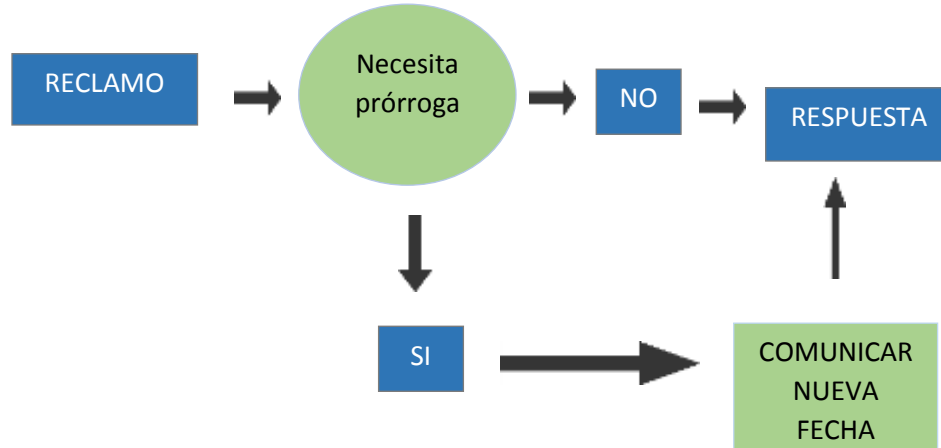 RECLAMO
Necesita
prórroga
NO
RESPUESTA
SI
COMUNICAR
NUEVA
FECHA